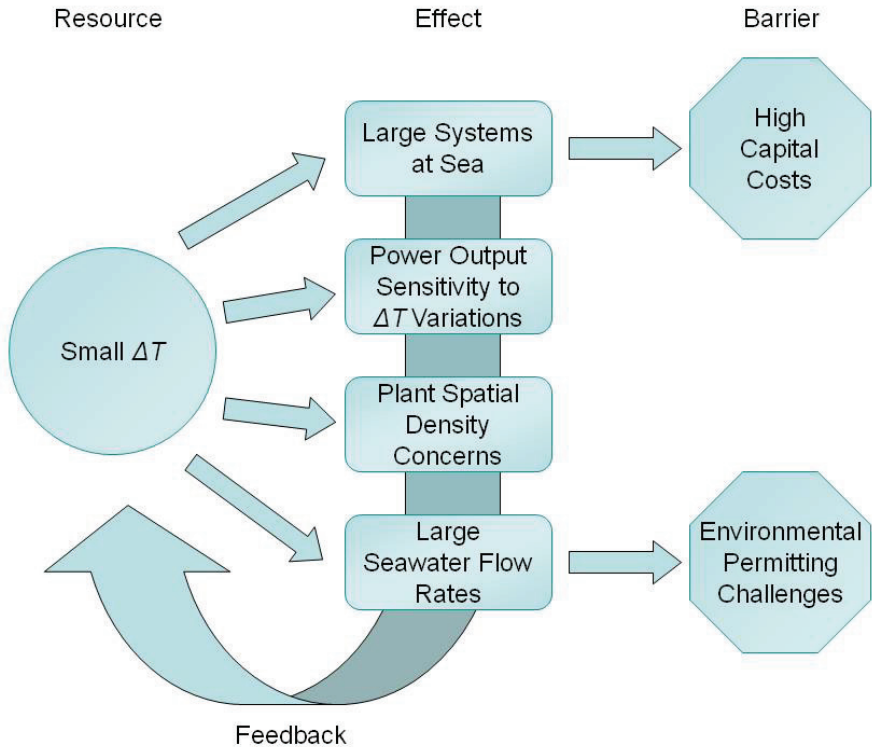 Resource
Effect
Barrier
Large Systems
at Sea
High
Capital
Costs
Power Output
Sensitivity to
ΔT Variations
Small ΔT
Plant Spatial
Density
Concerns
Large
Seawater Flow
Rates
Environmental
Permitting
Challenges
Feedback